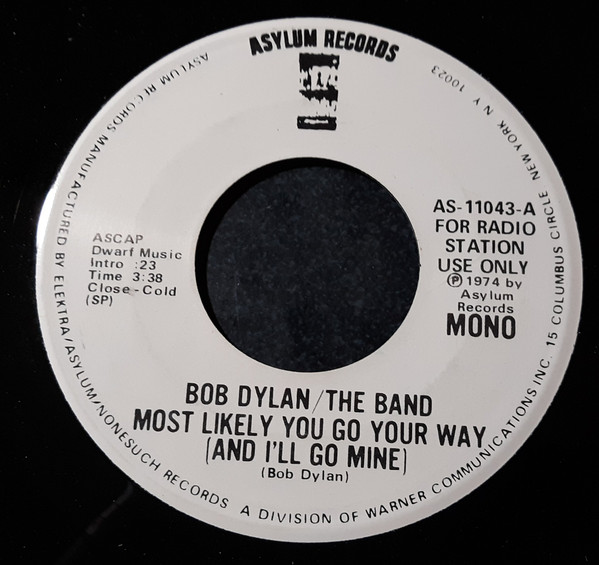 ASYLUM RECORDS
ASCAP
Dwarf Music
Intro :23
Time 3:38
Close-Cold
(SP)
AS-11043-A
FOR RADIO
STATION
USE ONLY
Ⓟ 1974 by
Asylum
Records
MONO
BOB DYLAN/THE BAND
MOST LIKELY YOU GO YOUR WAY
(AND I'LL GO MINE)
(Bob Dylan)
ASYLUM RECORDS MANUFACTURED BY ELEKTRA/ASYLUM/NONESUCH RECORDS A DIVISION OF WARNER COMMUNICATIONS INC. 15 COLUMBUS CIRCLE NEW YORK N Y 10023